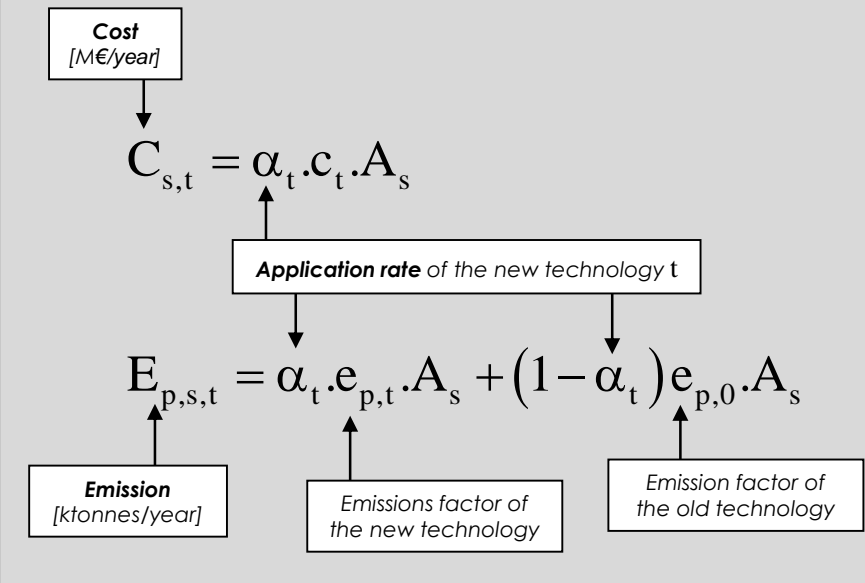 Cost
[M€/year]
C_{s,t} = α_t.c_t.A_s
Application rate of the new technology t
E_{p,s,t} = α_t.e_{p,t}.A_s + (1 − α_t) e_{p,0}.A_s
Emission
[ktonnes/year]
Emissions factor of
the new technology
Emission factor of
the old technology